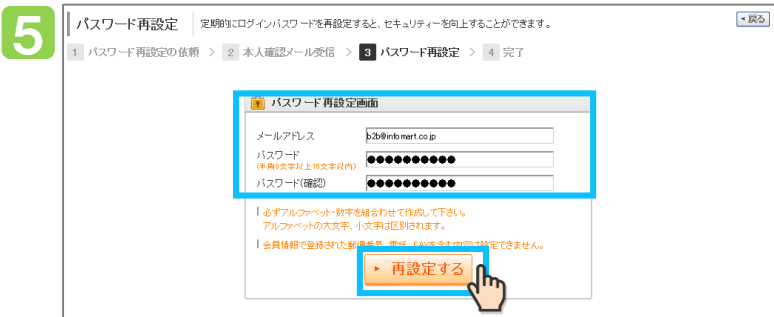 5
パスワード再設定 定期的にログインパスワードを再設定すると、セキュリティーを向上することができます。 戻る
1 パスワード再設定の依頼 > 2 本人確認メール受信 > 3 パスワード再設定 > 4 完了
パスワード再設定画面
メールアドレス b2b@infomart.co.jp
パスワード ●●●●●●●●●●
(半角8文字以上15文字以内)
パスワード(確認) ●●●●●●●●●●
必ずアルファベット・数字を組合わせて作成して下さい。
アルファベットの大文字、小文字は区別されます。
会員情報で登録された郵便番号、電話、FAXを含む内容は設定できません。
再設定する